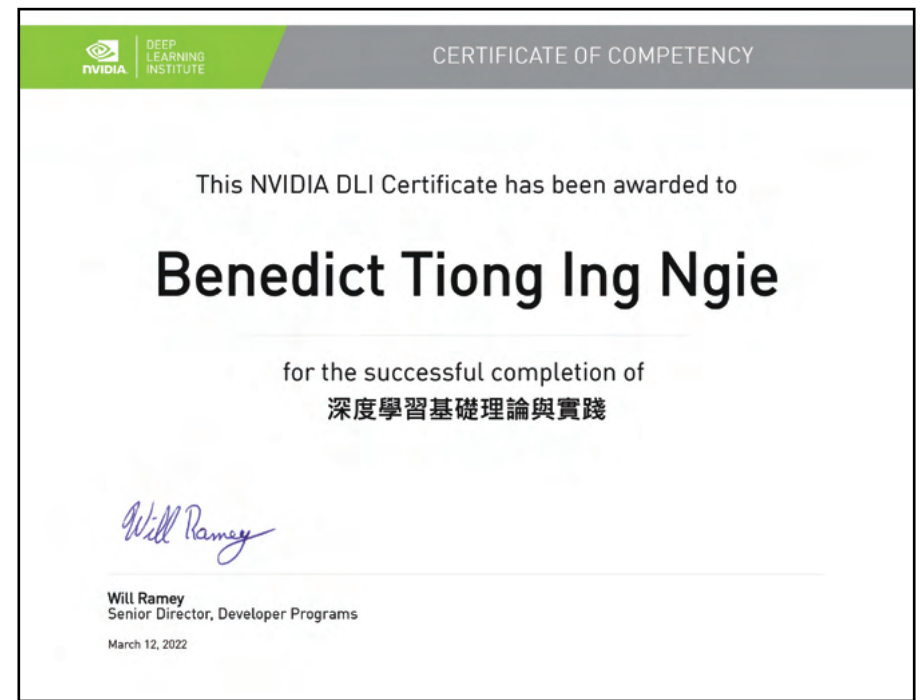 NVIDIA
DEEP
LEARNING
INSTITUTE
CERTIFICATE OF COMPETENCY
This NVIDIA DLI Certificate has been awarded to
Benedict Tiong Ing Ngie
for the successful completion of
深度學習基礎理論與實踐
Will Ramey
Will Ramey
Senior Director, Developer Programs
March 12, 2022